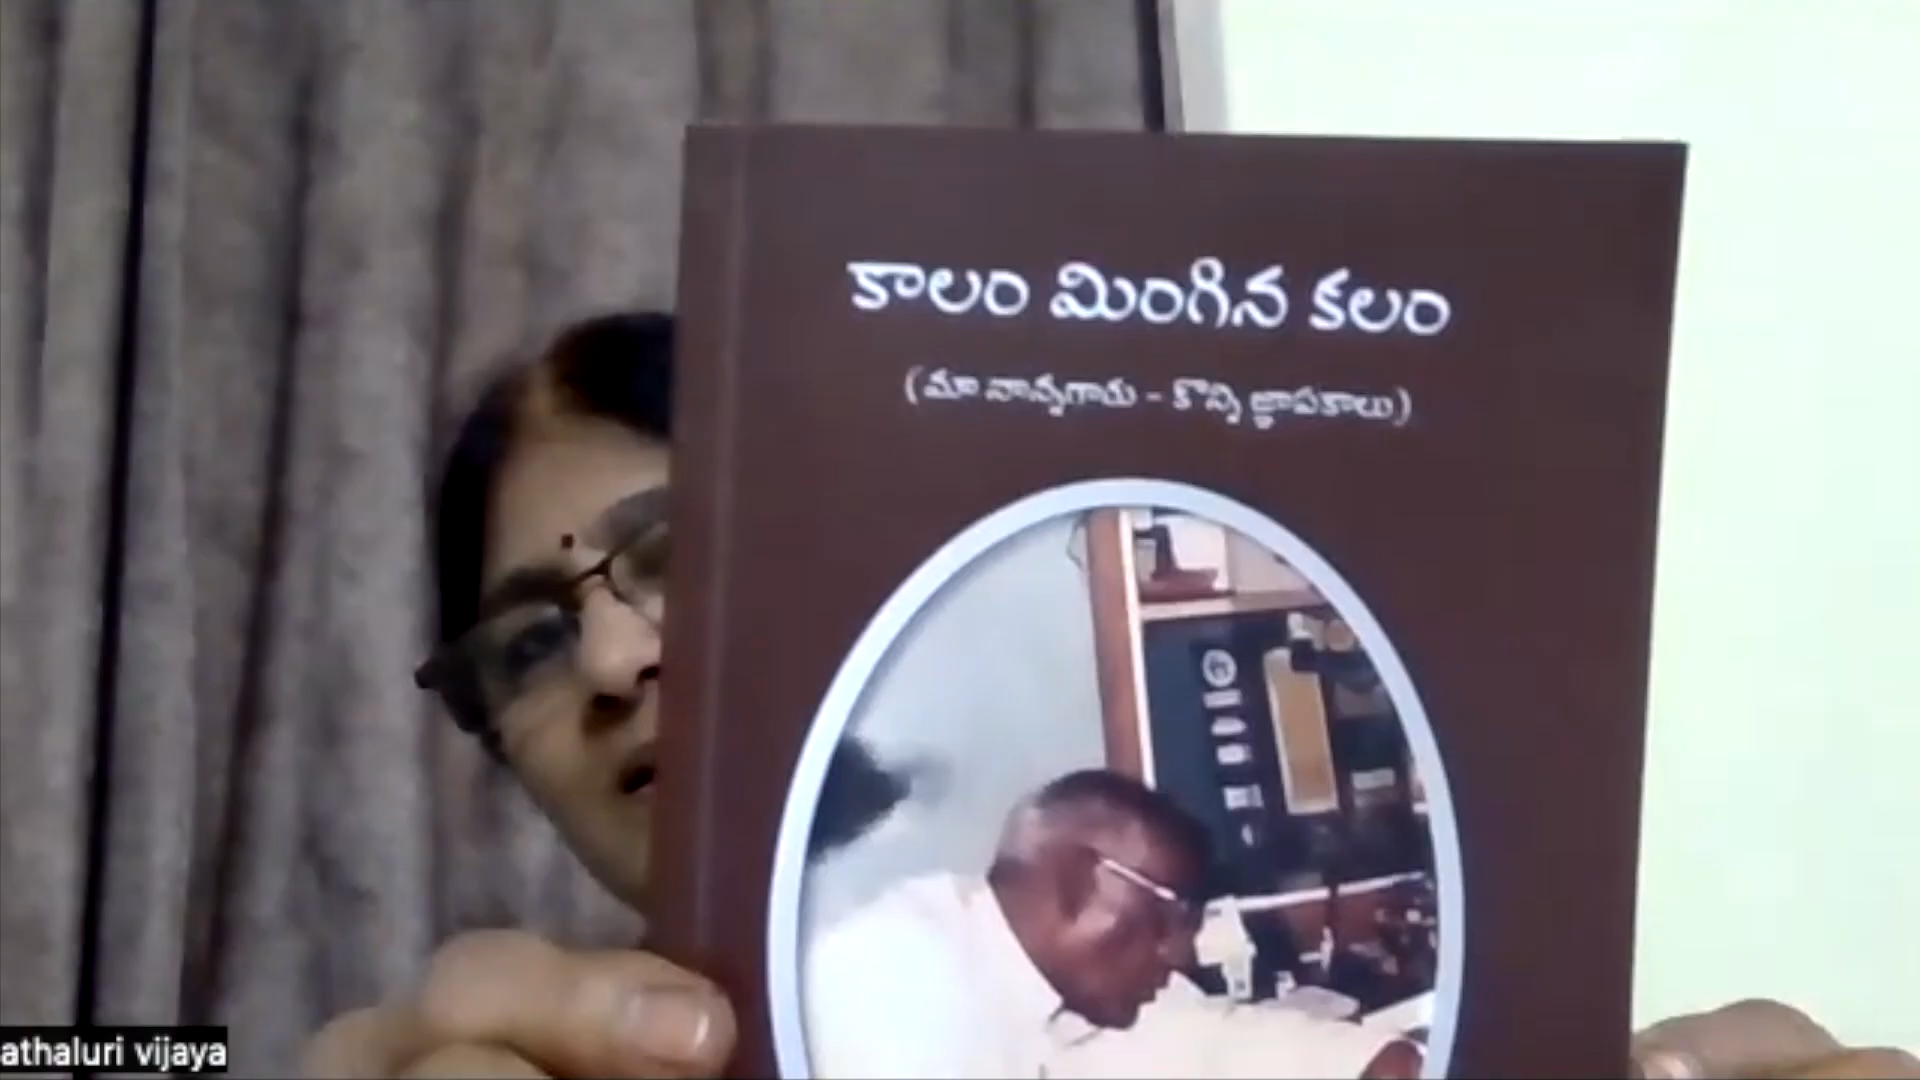 కాలం మింగిన కలం
(మా నాన్నగారు - కొన్ని జ్ఞాపకాలు)
athaluri vijaya